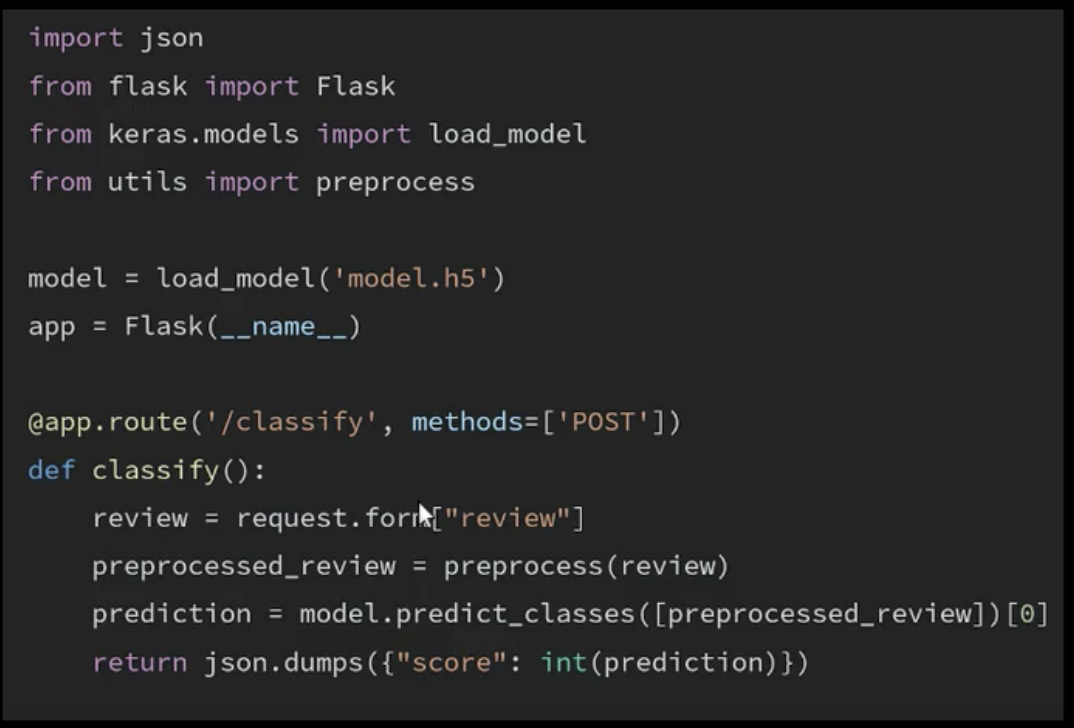 import json
from flask import Flask
from keras.models import load_model
from utils import preprocess
model = load_model('model.h5')
app = Flask(__name__)
@app.route('/classify', methods=['POST'])
def classify():
    review = request.form["review"]
    preprocessed_review = preprocess(review)
    prediction = model.predict_classes([preprocessed_review])[0]
    return json.dumps({"score": int(prediction)})